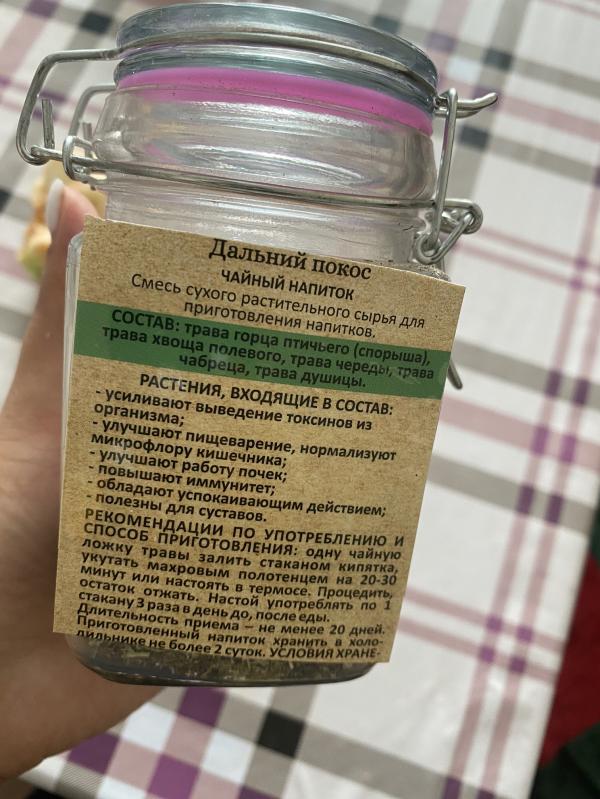 Дальний покос
ЧАЙНЫЙ НАПИТОК
Смесь сухого растительного сырья для
приготовления напитков.
СОСТАВ: трава горца птичьего (спорыша),
трава хвоща полевого, трава череды, трава
чабреца, трава душицы.
РАСТЕНИЯ, ВХОДЯЩИЕ В СОСТАВ:
- усиливают выведение токсинов из
организма;
- улучшают пищеварение, нормализуют
микрофлору кишечника;
- улучшают работу почек;
- повышают иммунитет;
- обладают успокаивающим действием;
- полезны для суставов.
РЕКОМЕНДАЦИИ ПО УПОТРЕБЛЕНИЮ И
СПОСОБ ПРИГОТОВЛЕНИЯ: одну чайную
ложку травы залить стаканом кипятка,
укутать махровым полотенцем на 20-30
минут или настоять в термосе. Процедить,
остаток отжать. Настой употреблять по 1
стакану 3 раза в день до, после еды.
Длительность приема – не менее 20 дней.
Приготовленный напиток хранить в холо-
дильнике не более 2 суток. УСЛОВИЯ ХРАНЕ-